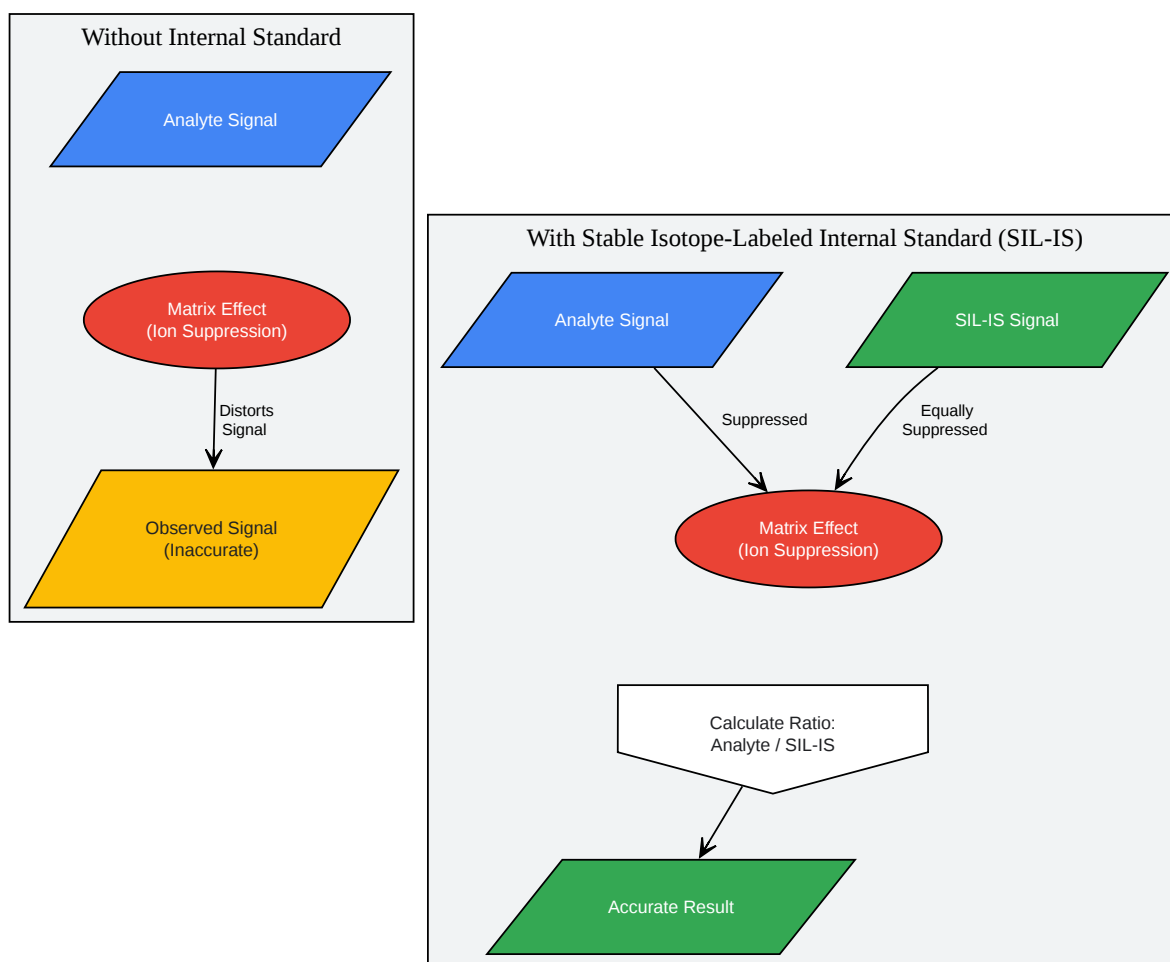 Without Internal Standard
Analyte Signal
Matrix Effect
(Ion Suppression)
Distorts
Signal
Observed Signal
(Inaccurate)
With Stable Isotope-Labeled Internal Standard (SIL-IS)
Analyte Signal
SIL-IS Signal
Suppressed
Equally
Suppressed
Matrix Effect
(Ion Suppression)
Calculate Ratio:
Analyte / SIL-IS
Accurate Result